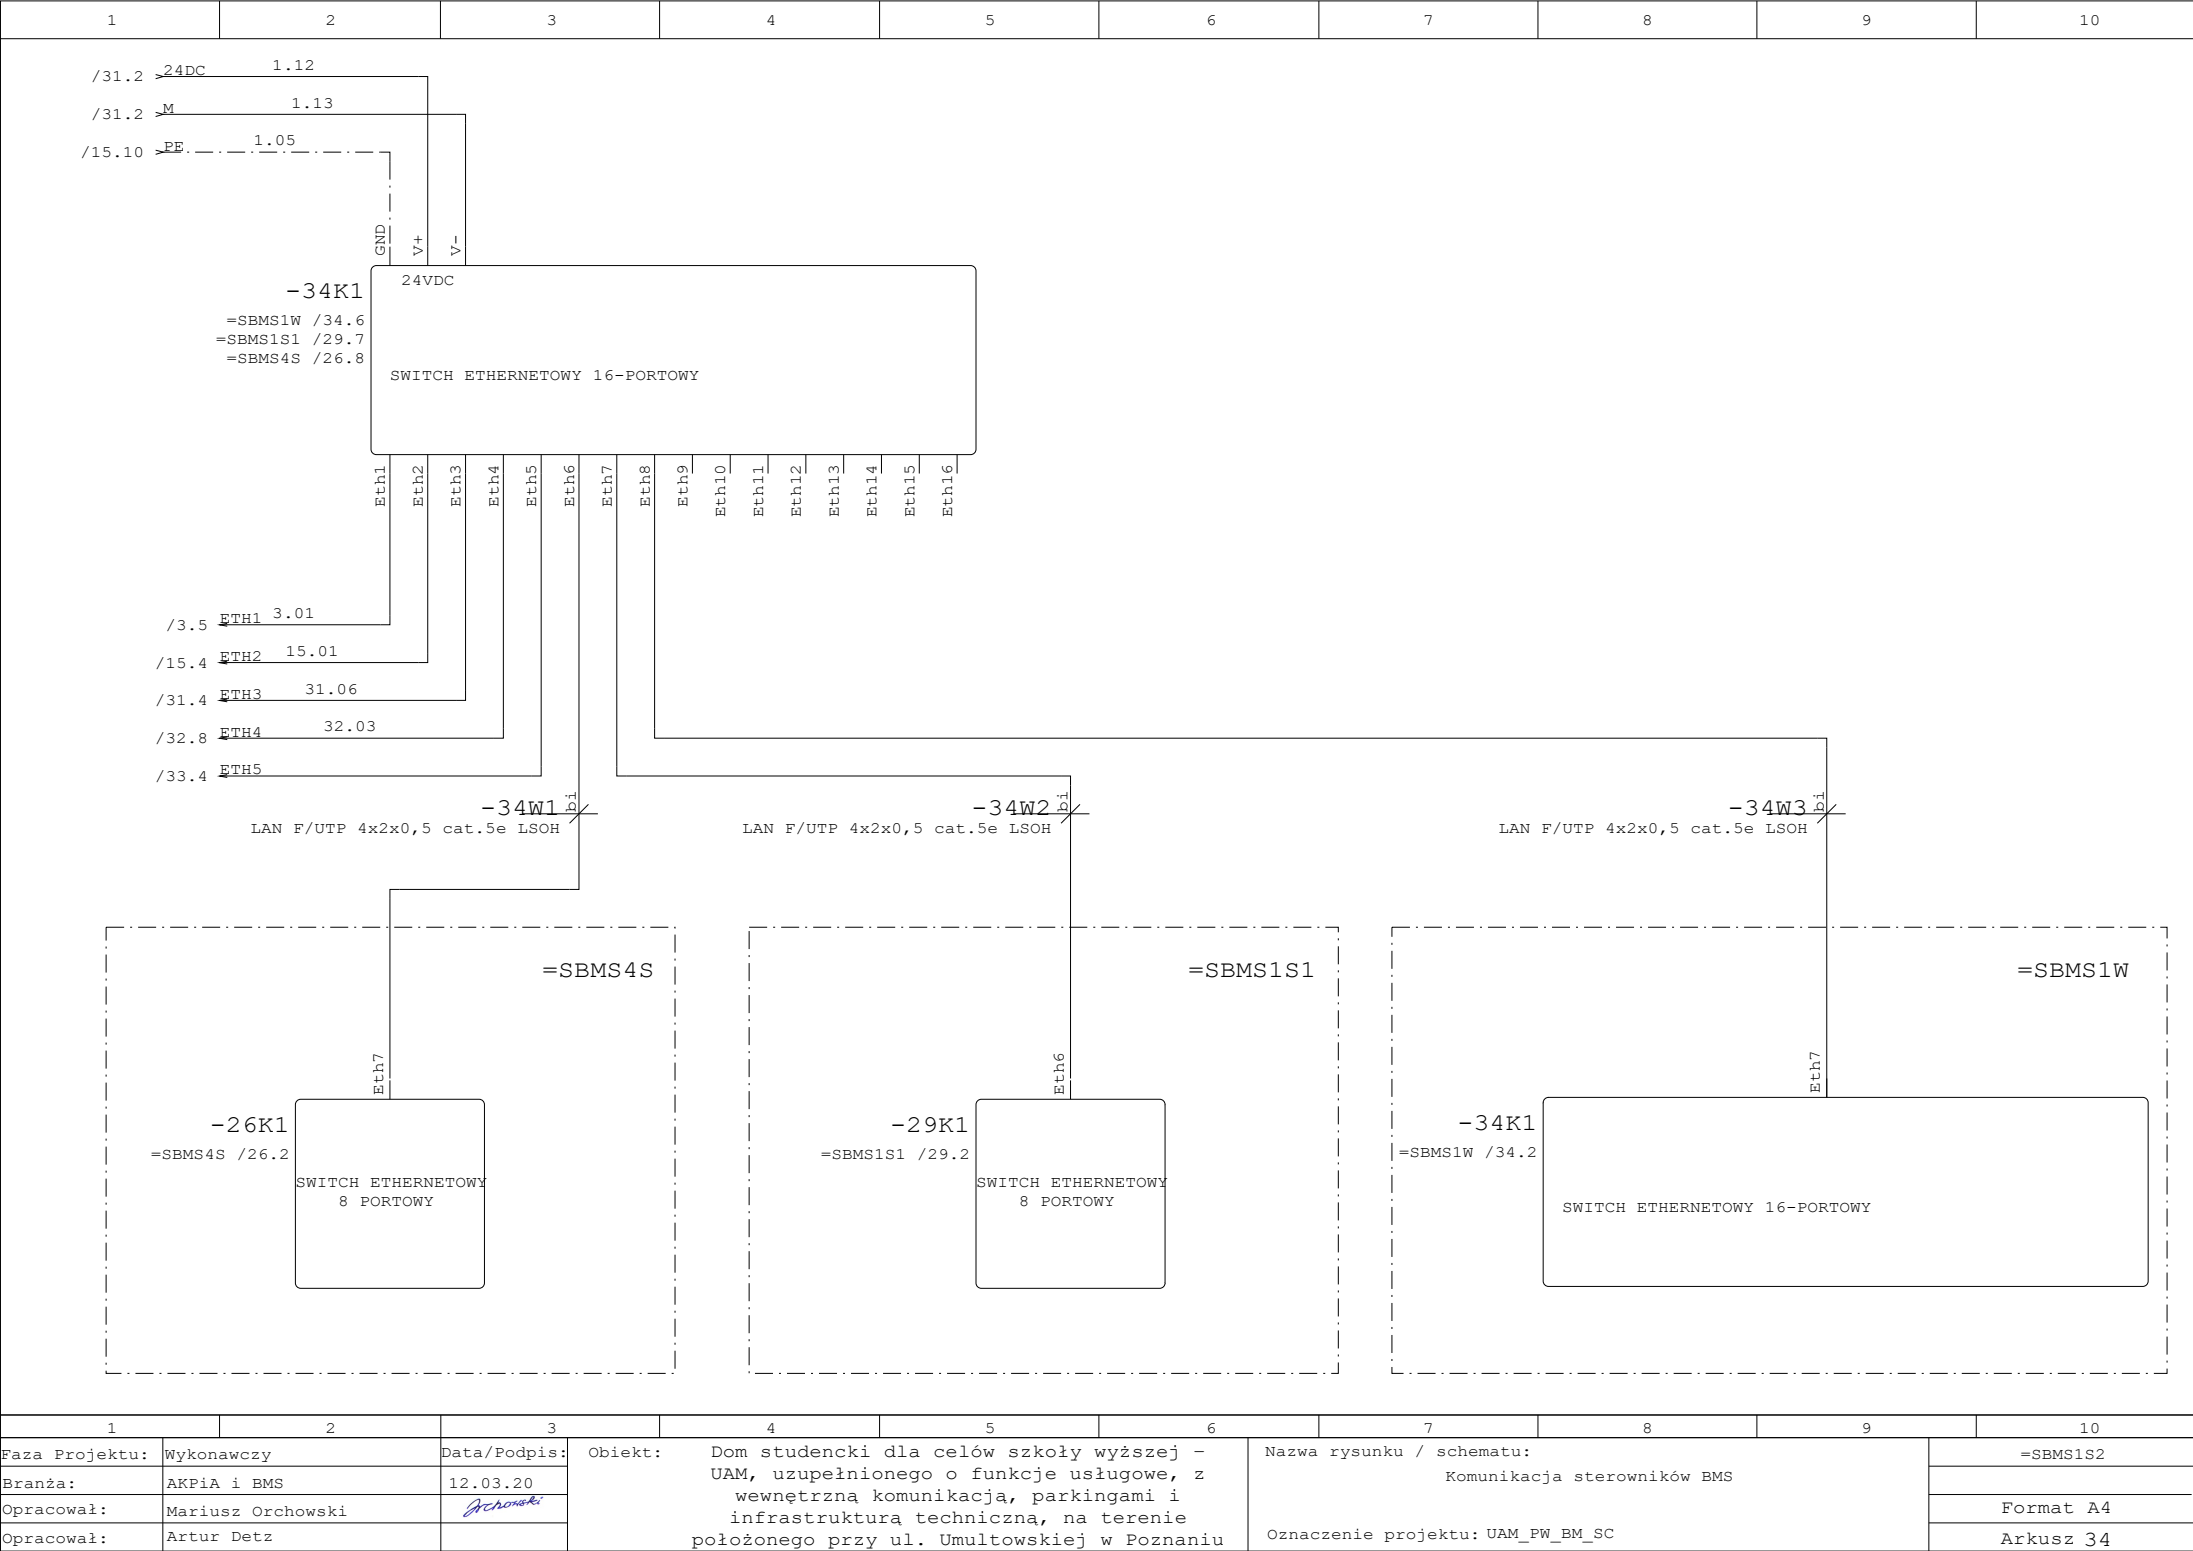 1 2 3 4 5 6 7 8 9 10
/31.2 24DC 1.12
/31.2 M 1.13
/15.10 PE 1.05
GND V+ V-
24VDC
-34K1
=SBMS1W /34.6
=SBMS1S1 /29.7
=SBMS4S /26.8
SWITCH ETHERNETOWY 16-PORTOWY
Eth1 Eth2 Eth3 Eth4 Eth5 Eth6 Eth7 Eth8 Eth9 Eth10 Eth11 Eth12 Eth13 Eth14 Eth15 Eth16
/3.5 ETH1 3.01
/15.4 ETH2 15.01
/31.4 ETH3 31.06
/32.8 ETH4 32.03
/33.4 ETH5
-34W1 bi
LAN F/UTP 4x2x0,5 cat.5e LSOH
-34W2 bi
LAN F/UTP 4x2x0,5 cat.5e LSOH
-34W3 bi
LAN F/UTP 4x2x0,5 cat.5e LSOH
=SBMS4S
Eth7
-26K1
=SBMS4S /26.2
SWITCH ETHERNETOWY
8 PORTOWY
=SBMS1S1
Eth6
-29K1
=SBMS1S1 /29.2
SWITCH ETHERNETOWY
8 PORTOWY
=SBMS1W
Eth7
-34K1
=SBMS1W /34.2
SWITCH ETHERNETOWY 16-PORTOWY
1 2 3 4 5 6 7 8 9 10
Faza Projektu: Wykonawczy Data/Podpis:
Branża: AKPiA i BMS 12.03.20
Opracował: Mariusz Orchowski Orchowski
Opracował: Artur Detz
Obiekt: Dom studencki dla celów szkoły wyższej -
UAM, uzupełnionego o funkcje usługowe, z
wewnętrzną komunikacją, parkingami i
infrastrukturą techniczną, na terenie
położonego przy ul. Umultowskiej w Poznaniu
Nazwa rysunku / schematu:
Komunikacja sterowników BMS
Oznaczenie projektu: UAM_PW_BM_SC
=SBMS1S2
Format A4
Arkusz 34